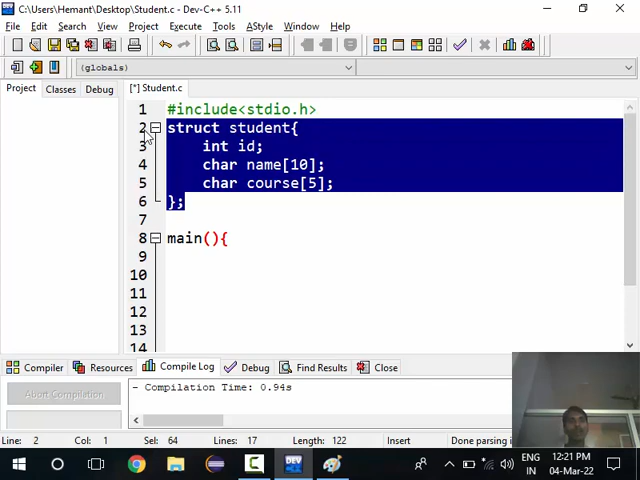 C:\Users\Hemant\Desktop\Student.c - Dev-C++ 5.11
File Edit Search View Project Execute Tools AStyle Window Help
(globals)
Project Classes Debug [*] Student.c
1 #include<stdio.h>
2 struct student{
3 int id;
4 char name[10];
5 char course[5];
6 };
7
8 main(){
9
10
11
12
13
14
Compiler Resources Compile Log Debug Find Results Close
Abort Compilation
- Compilation Time: 0.94s
Line: 2 Col: 1 Sel: 64 Lines: 17 Length: 122 Insert Done parsing i
ENG 12:21 PM
IN 04-Mar-22